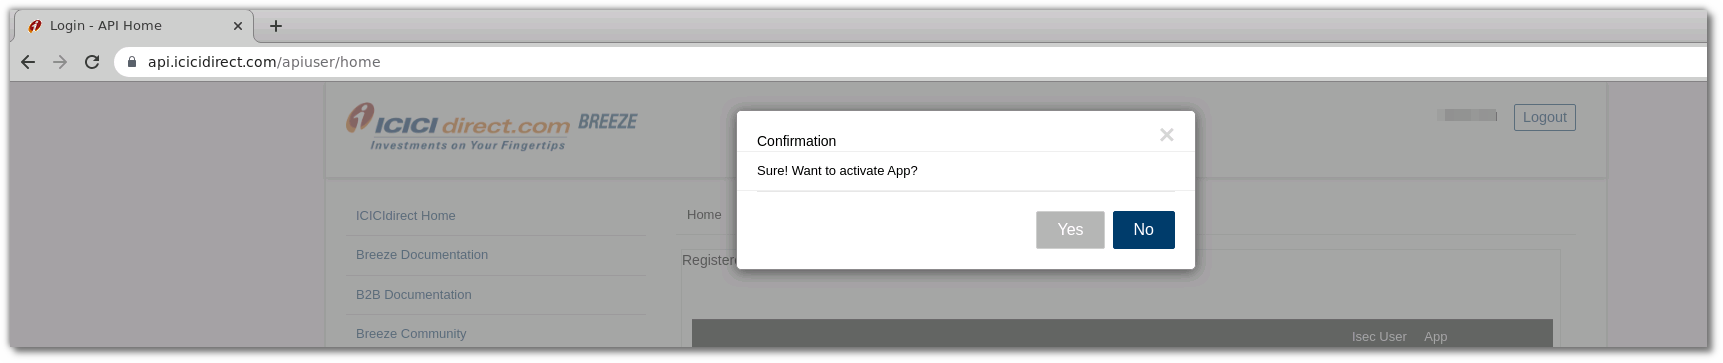 Login - API Home
api.icicidirect.com/apiuser/home
ICICI direct.com BREEZE
Investments on Your Fingertips
Logout
Confirmation
Sure! Want to activate App?
Yes No
ICICIdirect Home
Breeze Documentation
B2B Documentation
Breeze Community
Home
Registere
Isec User App